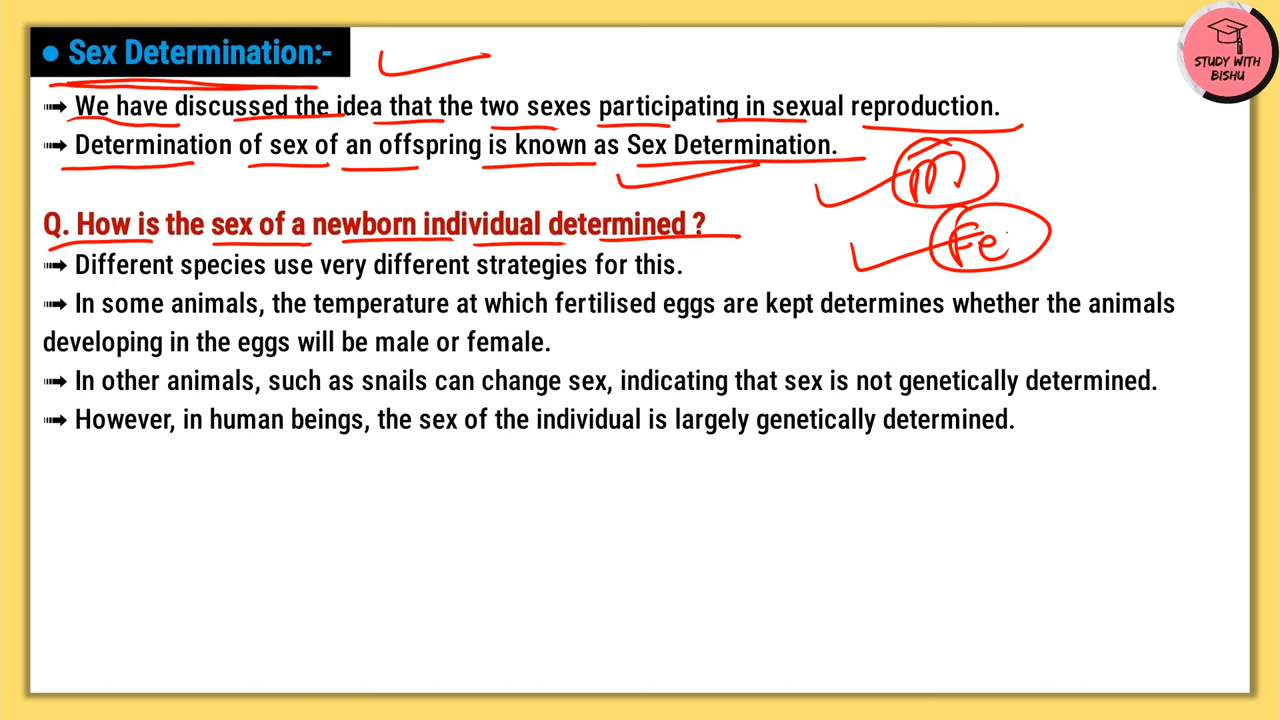 ● Sex Determination:-
STUDY WITH
BISHU
➟ We have discussed the idea that the two sexes participating in sexual reproduction.
➟ Determination of sex of an offspring is known as Sex Determination.
m
Q. How is the sex of a newborn individual determined ?
Fe
➟ Different species use very different strategies for this.
➟ In some animals, the temperature at which fertilised eggs are kept determines whether the animals
developing in the eggs will be male or female.
➟ In other animals, such as snails can change sex, indicating that sex is not genetically determined.
➟ However, in human beings, the sex of the individual is largely genetically determined.